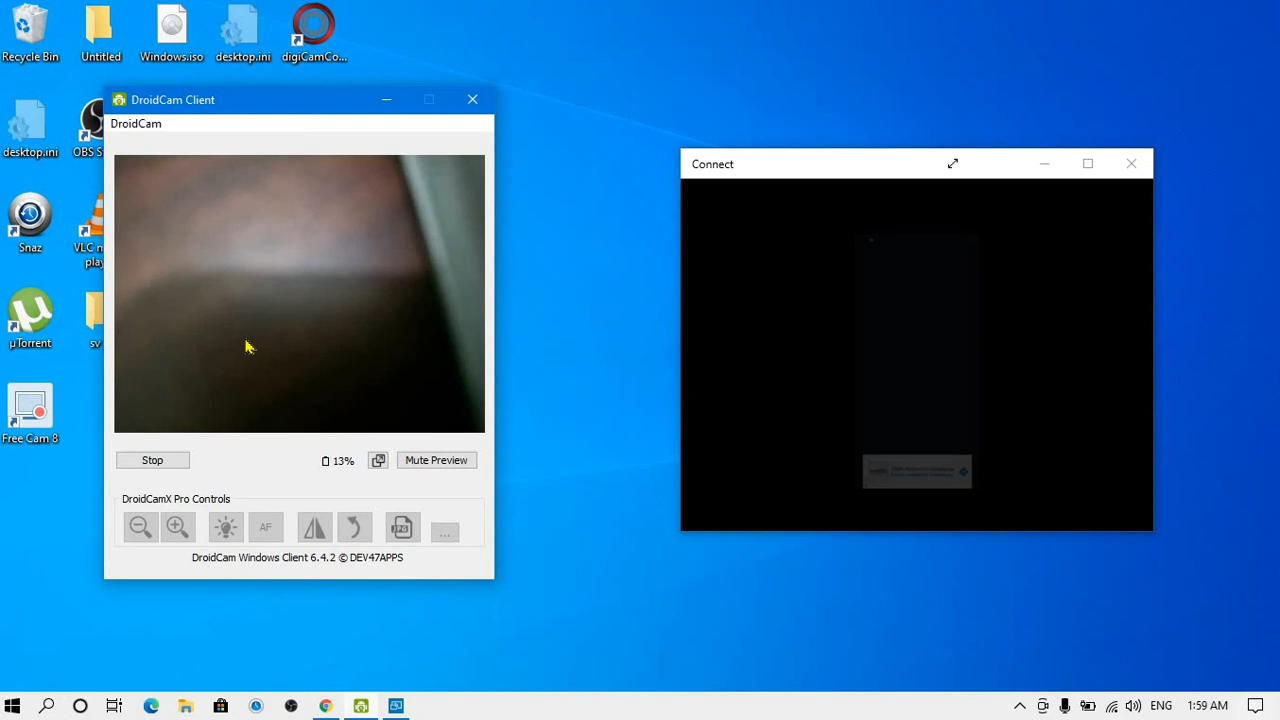 Recycle Bin
Untitled
Windows.iso
desktop.ini
digiCamCo...
desktop.ini
OBS S
Snaz
VLC m
play
µTorrent
sv
Free Cam 8
DroidCam Client
DroidCam
Stop
13%
Mute Preview
DroidCamX Pro Controls
AF
JPG
...
DroidCam Windows Client 6.4.2 © DEV47APPS
Connect
ENG
1:59 AM